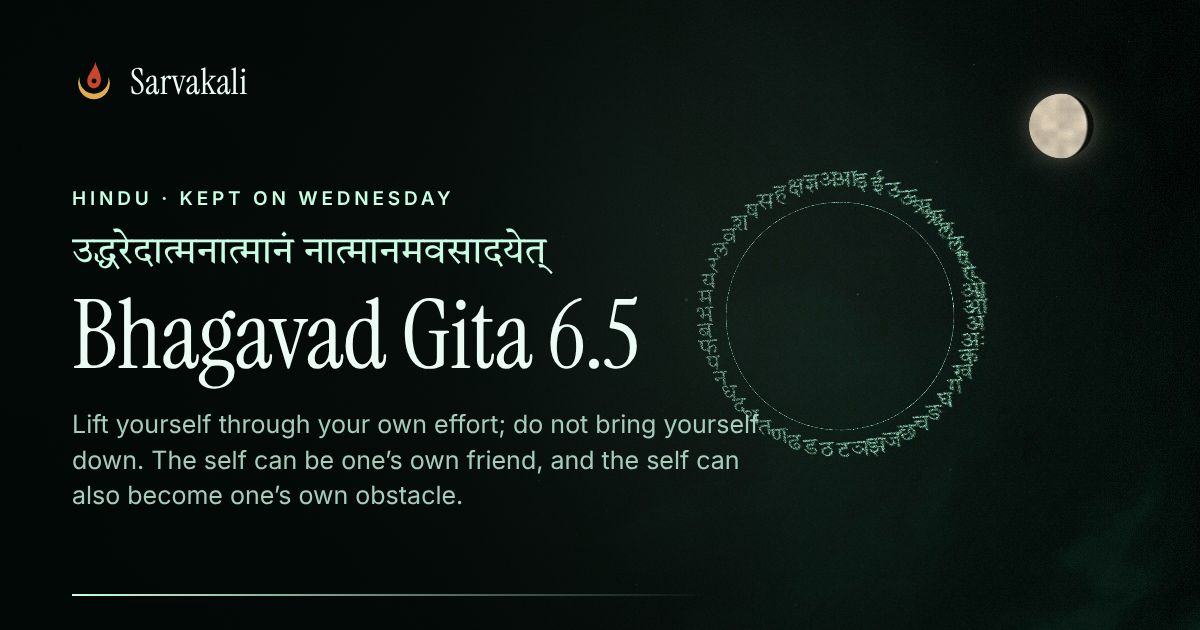 Sarvakali
HINDU · KEPT ON WEDNESDAY
उद्धरेदात्मनात्मानं नात्मानमवसादयेत्
Bhagavad Gita 6.5
Lift yourself through your own effort; do not bring yourself
down. The self can be one’s own friend, and the self can
also become one’s own obstacle.